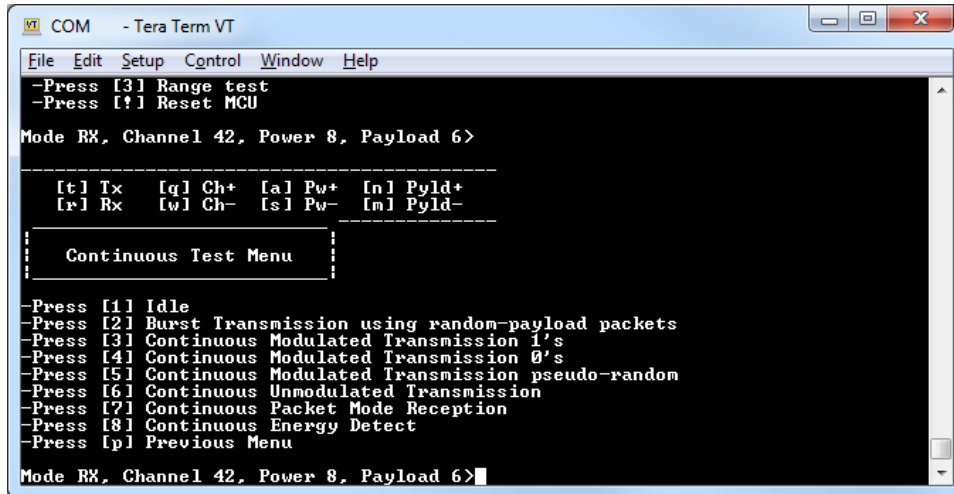 COM - Tera Term VT
File Edit Setup Control Window Help
-Press [3] Range test
-Press [!] Reset MCU
Mode RX, Channel 42, Power 8, Payload 6>
[t] Tx [q] Ch+ [a] Pw+ [n] Pyld+
[r] Rx [w] Ch- [s] Pw- [m] Pyld-
Continuous Test Menu
-Press [1] Idle
-Press [2] Burst Transmission using random-payload packets
-Press [3] Continuous Modulated Transmission 1's
-Press [4] Continuous Modulated Transmission 0's
-Press [5] Continuous Modulated Transmission pseudo-random
-Press [6] Continuous Unmodulated Transmission
-Press [7] Continuous Packet Mode Reception
-Press [8] Continuous Energy Detect
-Press [p] Previous Menu
Mode RX, Channel 42, Power 8, Payload 6>